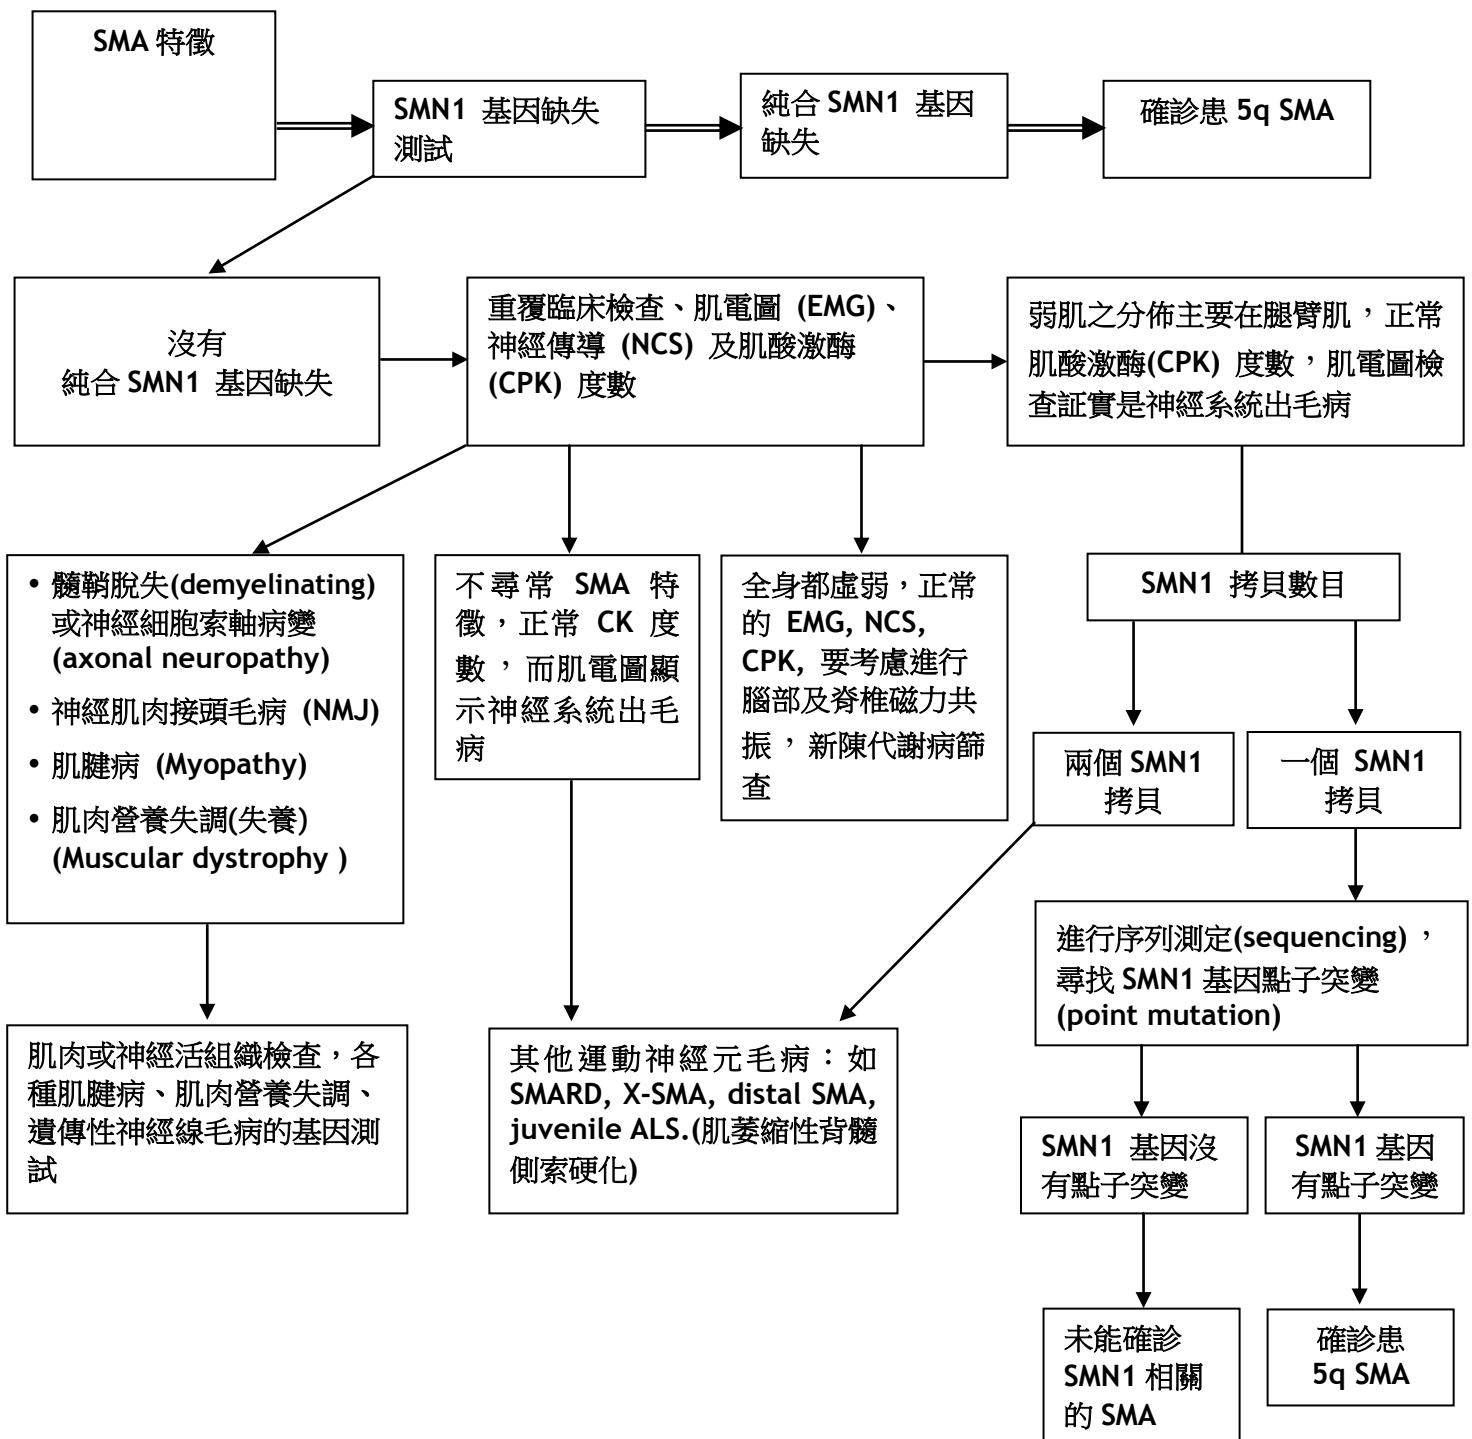 SMA 特徵
SMN1 基因缺失
測試
純合 SMN1 基因
缺失
確診患 5q SMA
沒有
純合 SMN1 基因缺失
重覆臨床檢查、肌電圖 (EMG)、
神經傳導 (NCS) 及肌酸激酶
(CPK) 度數
弱肌之分佈主要在腿臂肌，正常
肌酸激酶(CPK) 度數，肌電圖檢
查証實是神經系統出毛病
• 髓鞘脫失(demyelinating)
或神經細胞索軸病變
(axonal neuropathy)
• 神經肌肉接頭毛病 (NMJ)
• 肌腱病 (Myopathy)
• 肌肉營養失調(失養)
(Muscular dystrophy )
不尋常 SMA 特
徵，正常 CK 度
數，而肌電圖顯
示神經系統出毛
病
全身都虛弱，正常
的 EMG, NCS,
CPK, 要考慮進行
腦部及脊椎磁力共
振，新陳代謝病篩
查
SMN1 拷貝數目
兩個 SMN1
拷貝
一個 SMN1
拷貝
進行序列測定(sequencing)，
尋找 SMN1 基因點子突變
(point mutation)
肌肉或神經活組織檢查，各
種肌腱病、肌肉營養失調、
遺傳性神經線毛病的基因測
試
其他運動神經元毛病：如
SMARD, X-SMA, distal SMA,
juvenile ALS.(肌萎縮性背髓
側索硬化)
SMN1 基因沒
有點子突變
SMN1 基因
有點子突變
未能確診
SMN1 相關
的 SMA
確診患
5q SMA